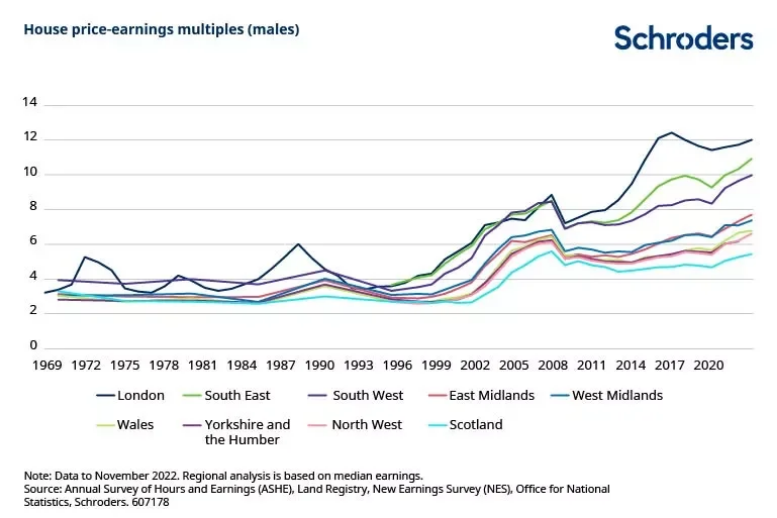 House price-earnings multiples (males)
Schroders
14
12
10
8
6
4
2
0
1969 1972 1975 1978 1981 1984 1987 1990 1993 1996 1999 2002 2005 2008 2011 2014 2017 2020
London South East South West East Midlands West Midlands
Wales Yorkshire and North West Scotland
the Humber
Note: Data to November 2022. Regional analysis is based on median earnings.
Source: Annual Survey of Hours and Earnings (ASHE), Land Registry, New Earnings Survey (NES), Office for National
Statistics, Schroders. 607178